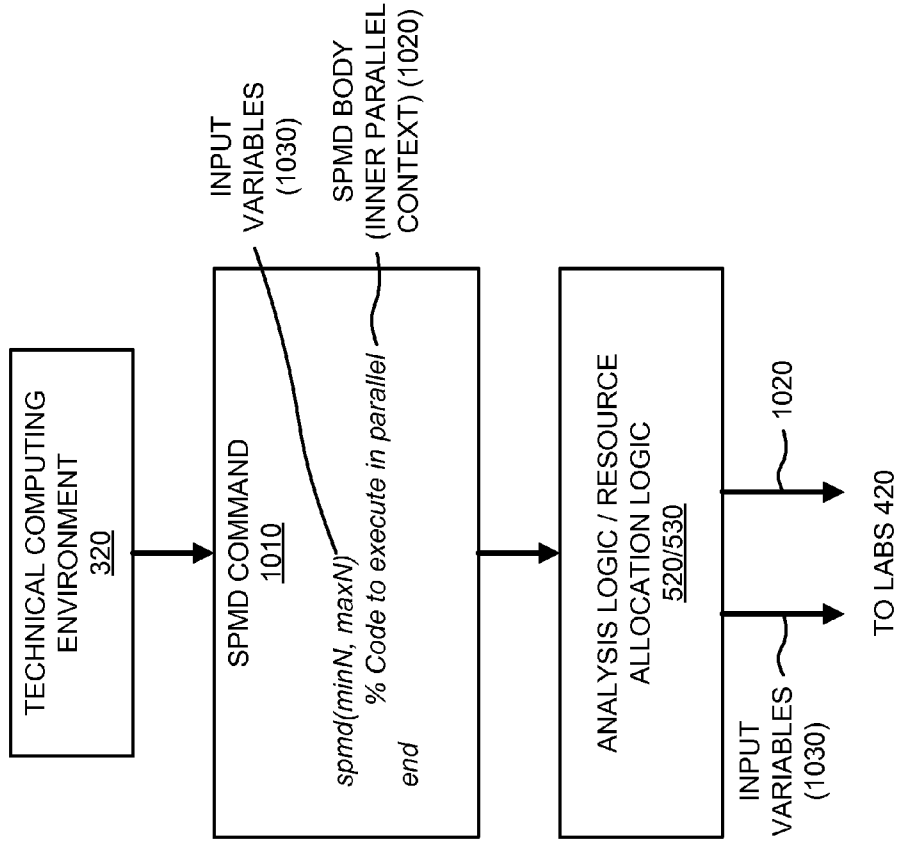 TECHNICAL COMPUTING
ENVIRONMENT
320
SPMD COMMAND
1010
spmd(minN, maxN)
% Code to execute in parallel
end
INPUT
VARIABLES
(1030)
SPMD BODY
(INNER PARALLEL
CONTEXT) (1020)
ANALYSIS LOGIC / RESOURCE
ALLOCATION LOGIC
520/530
INPUT
VARIABLES
(1030)
1020
TO LABS 420